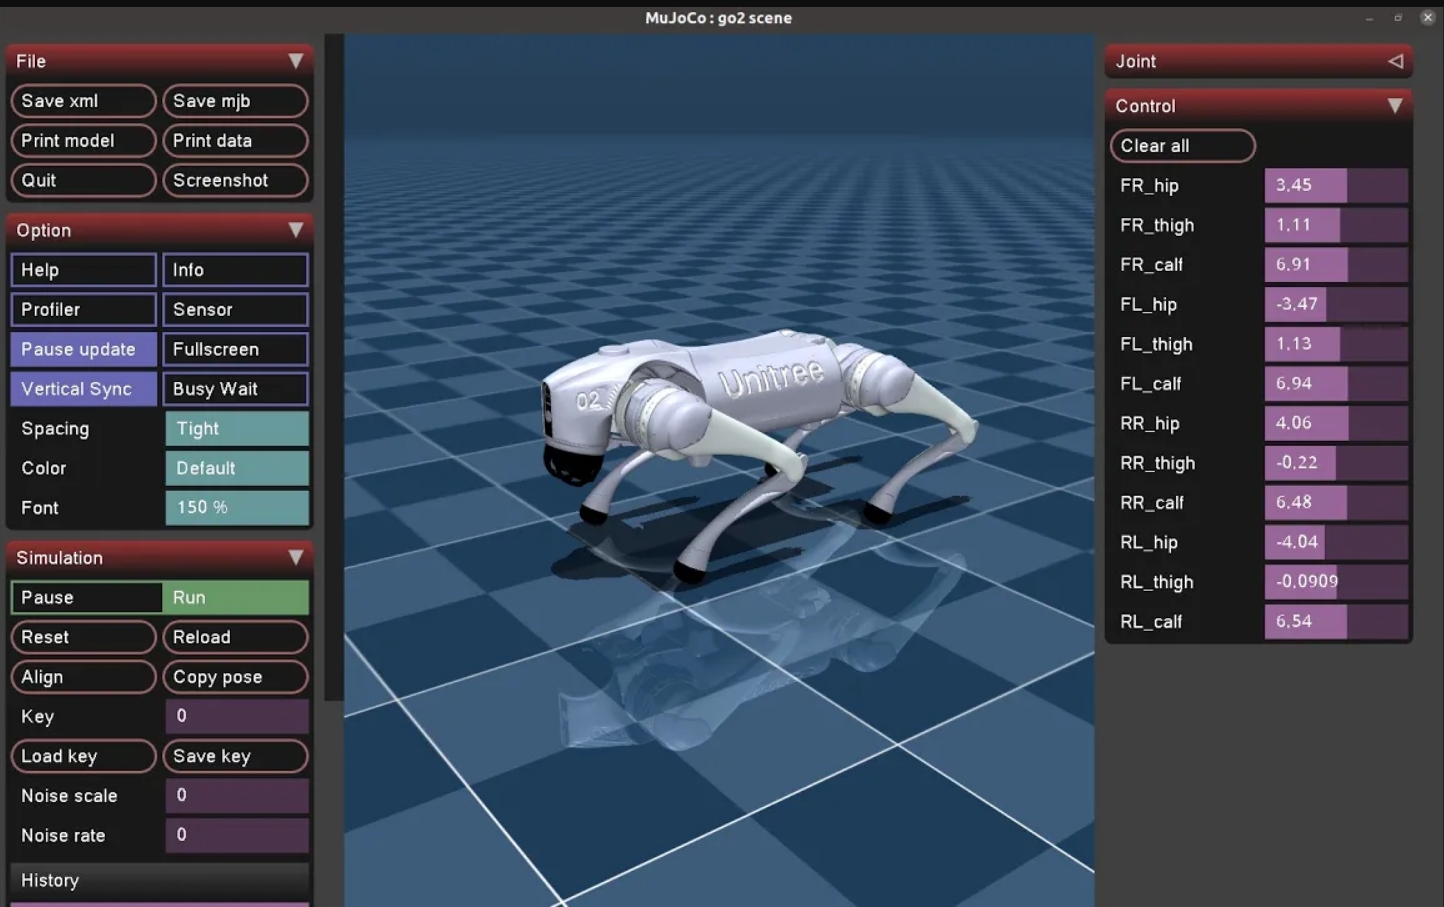 MuJoCo : go2 scene
File
Save xml Save mjb
Print model Print data
Quit Screenshot
Option
Help Info
Profiler Sensor
Pause update Fullscreen
Vertical Sync Busy Wait
Spacing Tight
Color Default
Font 150 %
Simulation
Pause Run
Reset Reload
Align Copy pose
Key 0
Load key Save key
Noise scale 0
Noise rate 0
History
02
Unitree
Joint
Control
Clear all
FR_hip 3.45
FR_thigh 1.11
FR_calf 6.91
FL_hip -3.47
FL_thigh 1.13
FL_calf 6.94
RR_hip 4.06
RR_thigh -0.22
RR_calf 6.48
RL_hip -4.04
RL_thigh -0.0909
RL_calf 6.54